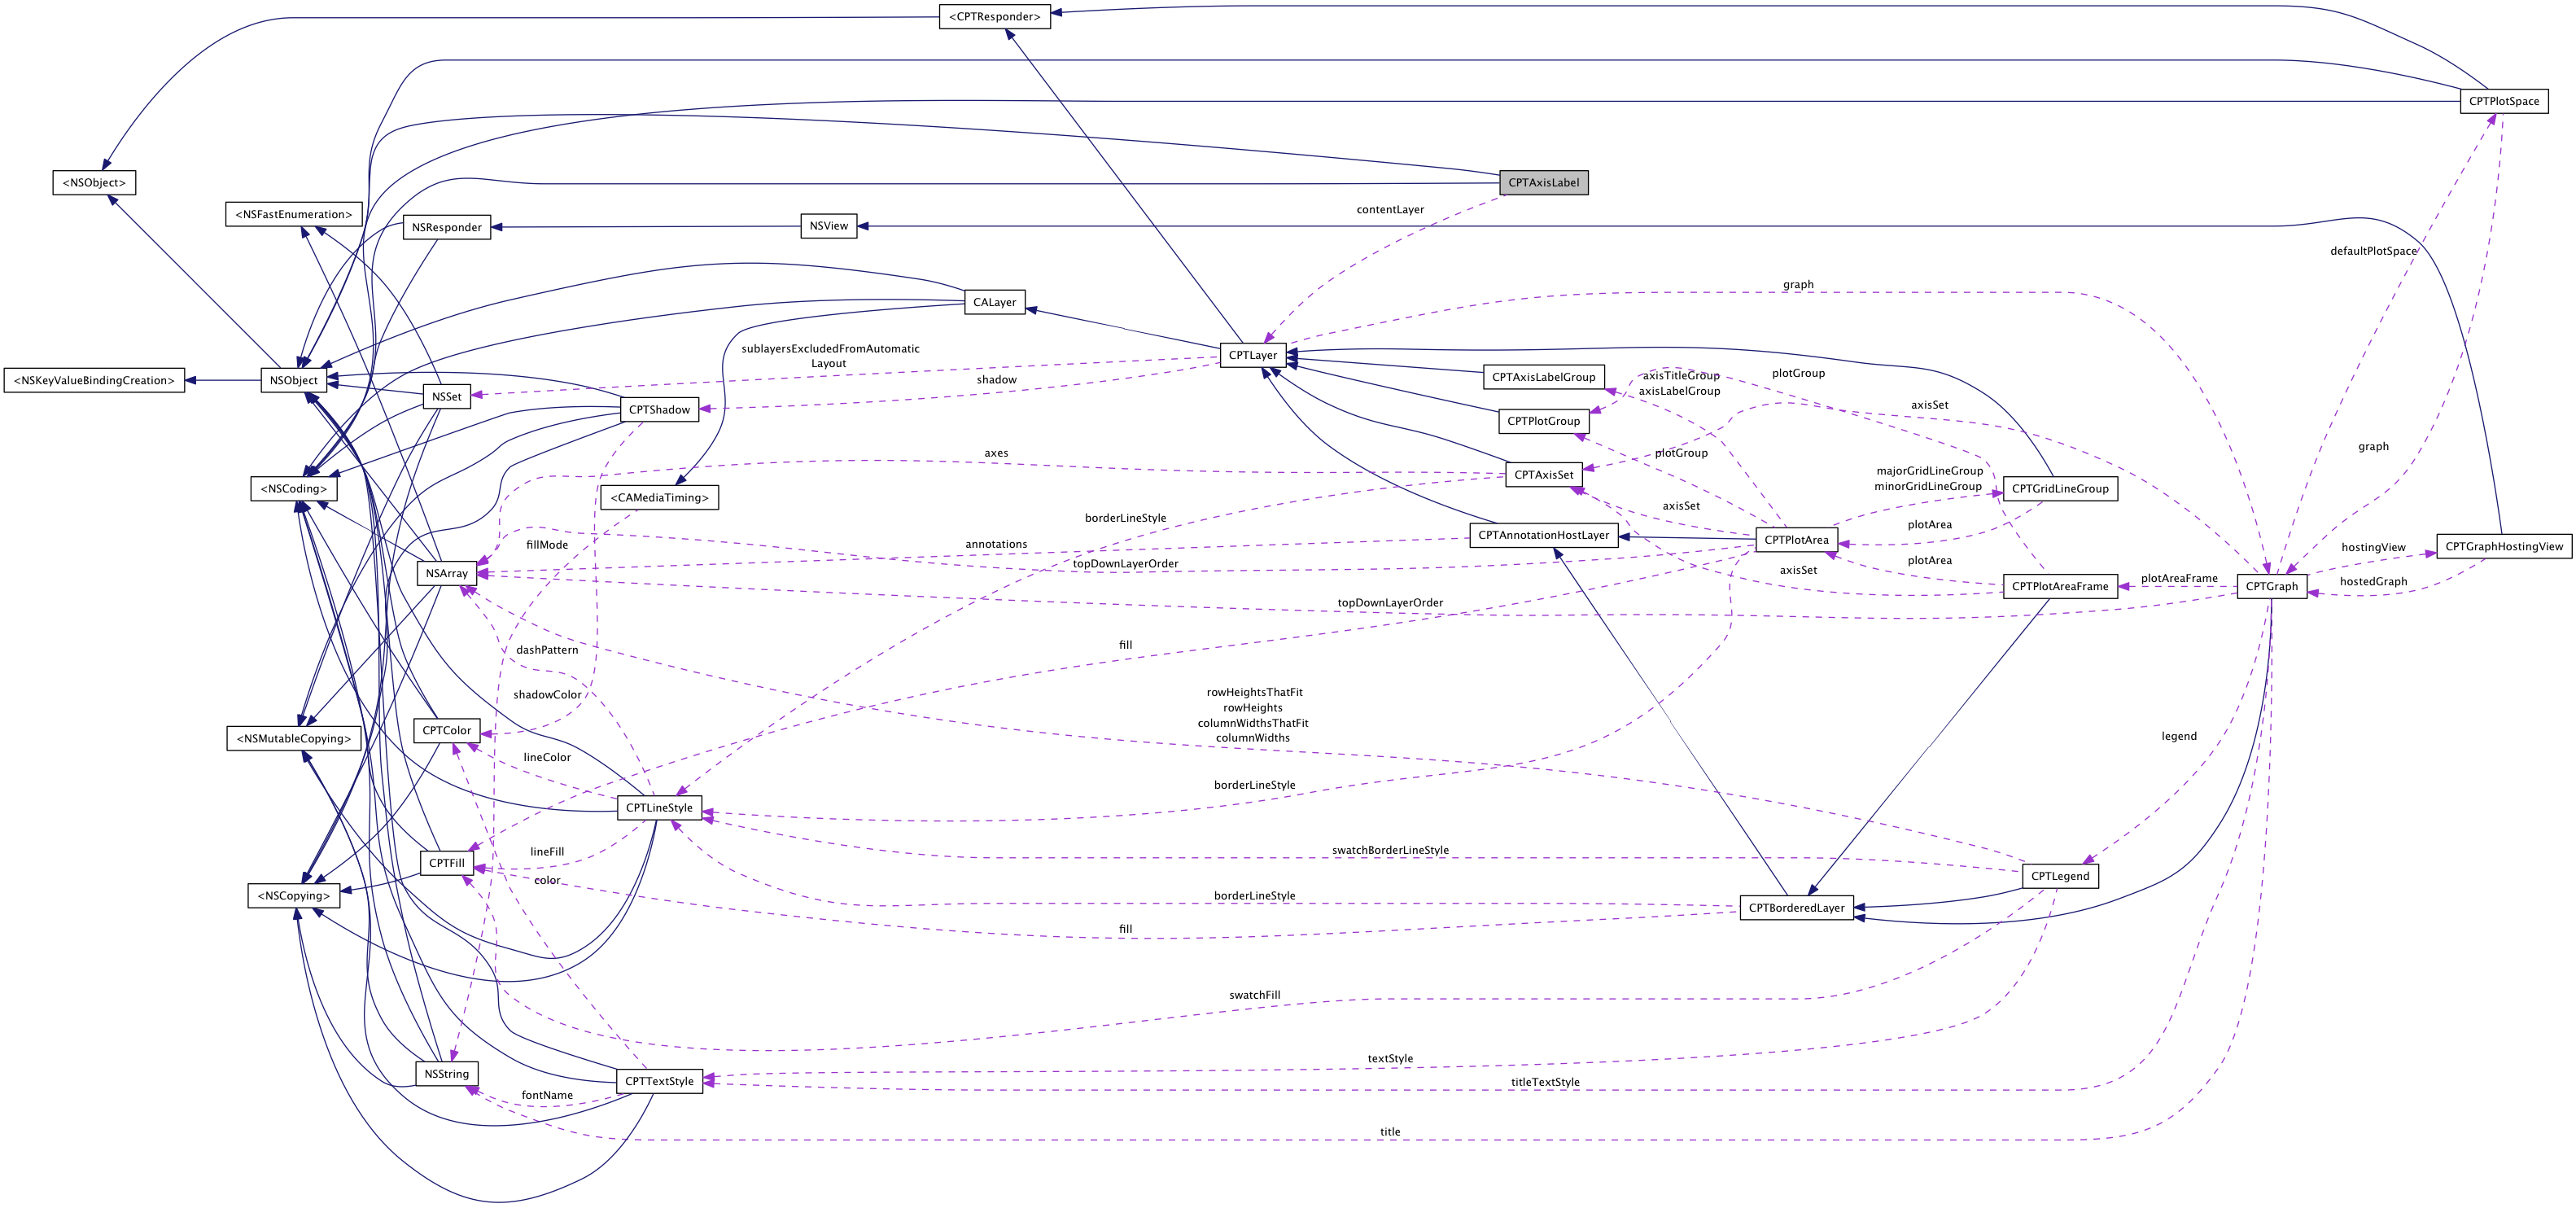 <CPTResponder>
CPTPlotSpace
<NSObject>
CPTAxisLabel
contentLayer
<NSFastEnumeration>
NSResponder
NSView
defaultPlotSpace
graph
CALayer
sublayersExcludedFromAutomatic
Layout
CPTLayer
<NSKeyValueBindingCreation>
NSObject
NSSet
shadow
CPTShadow
CPTAxisLabelGroup
axisTitleGroup
axisLabelGroup
plotGroup
CPTPlotGroup
axisSet
graph
axes
plotGroup
CPTAxisSet
majorGridLineGroup
minorGridLineGroup
CPTGridLineGroup
<NSCoding>
<CAMediaTiming>
borderLineStyle
axisSet
plotArea
fillMode
annotations
CPTAnnotationHostLayer
CPTPlotArea
hostingView
CPTGraphHostingView
NSArray
topDownLayerOrder
axisSet
plotArea
CPTPlotAreaFrame
plotAreaFrame
CPTGraph
hostedGraph
topDownLayerOrder
dashPattern
fill
shadowColor
rowHeightsThatFit
rowHeights
columnWidthsThatFit
columnWidths
<NSMutableCopying>
CPTColor
legend
lineColor
borderLineStyle
CPTLineStyle
lineFill
swatchBorderLineStyle
CPTFill
color
CPTLegend
<NSCopying>
borderLineStyle
CPTBorderedLayer
fill
swatchFill
textStyle
NSString
CPTTextStyle
titleTextStyle
fontName
title